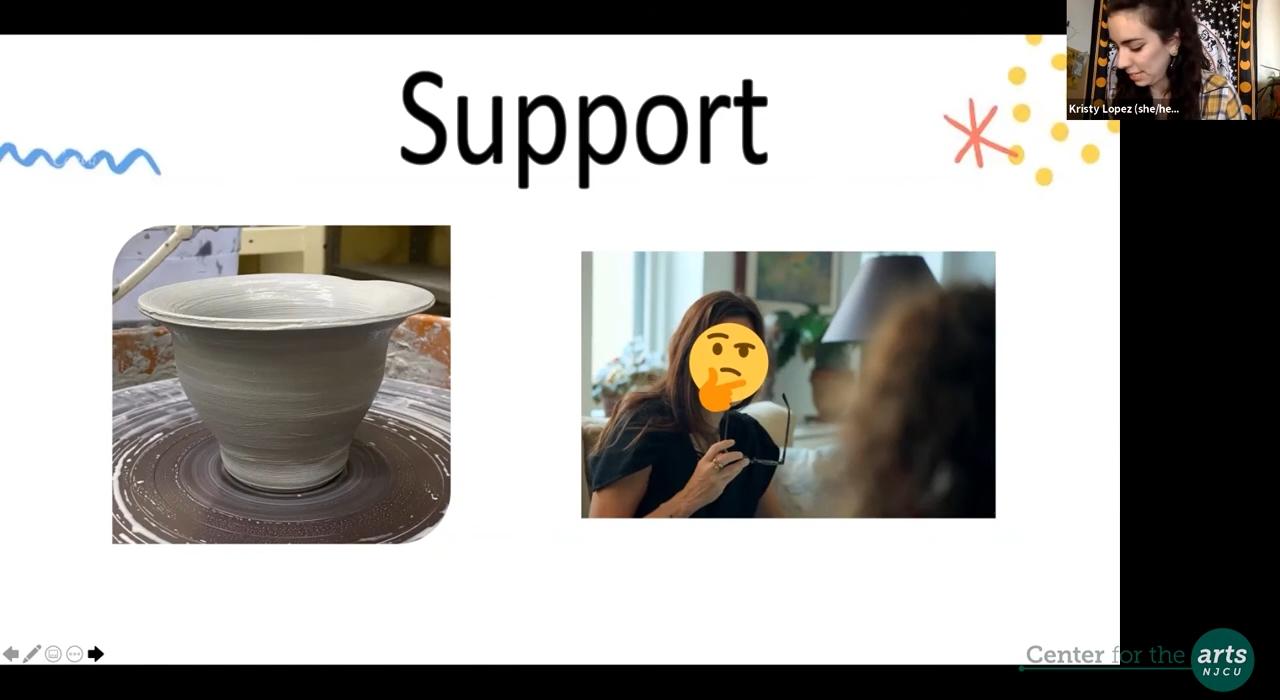 Support
Kristy Lopez (she/he...
Center for the arts
NJCU